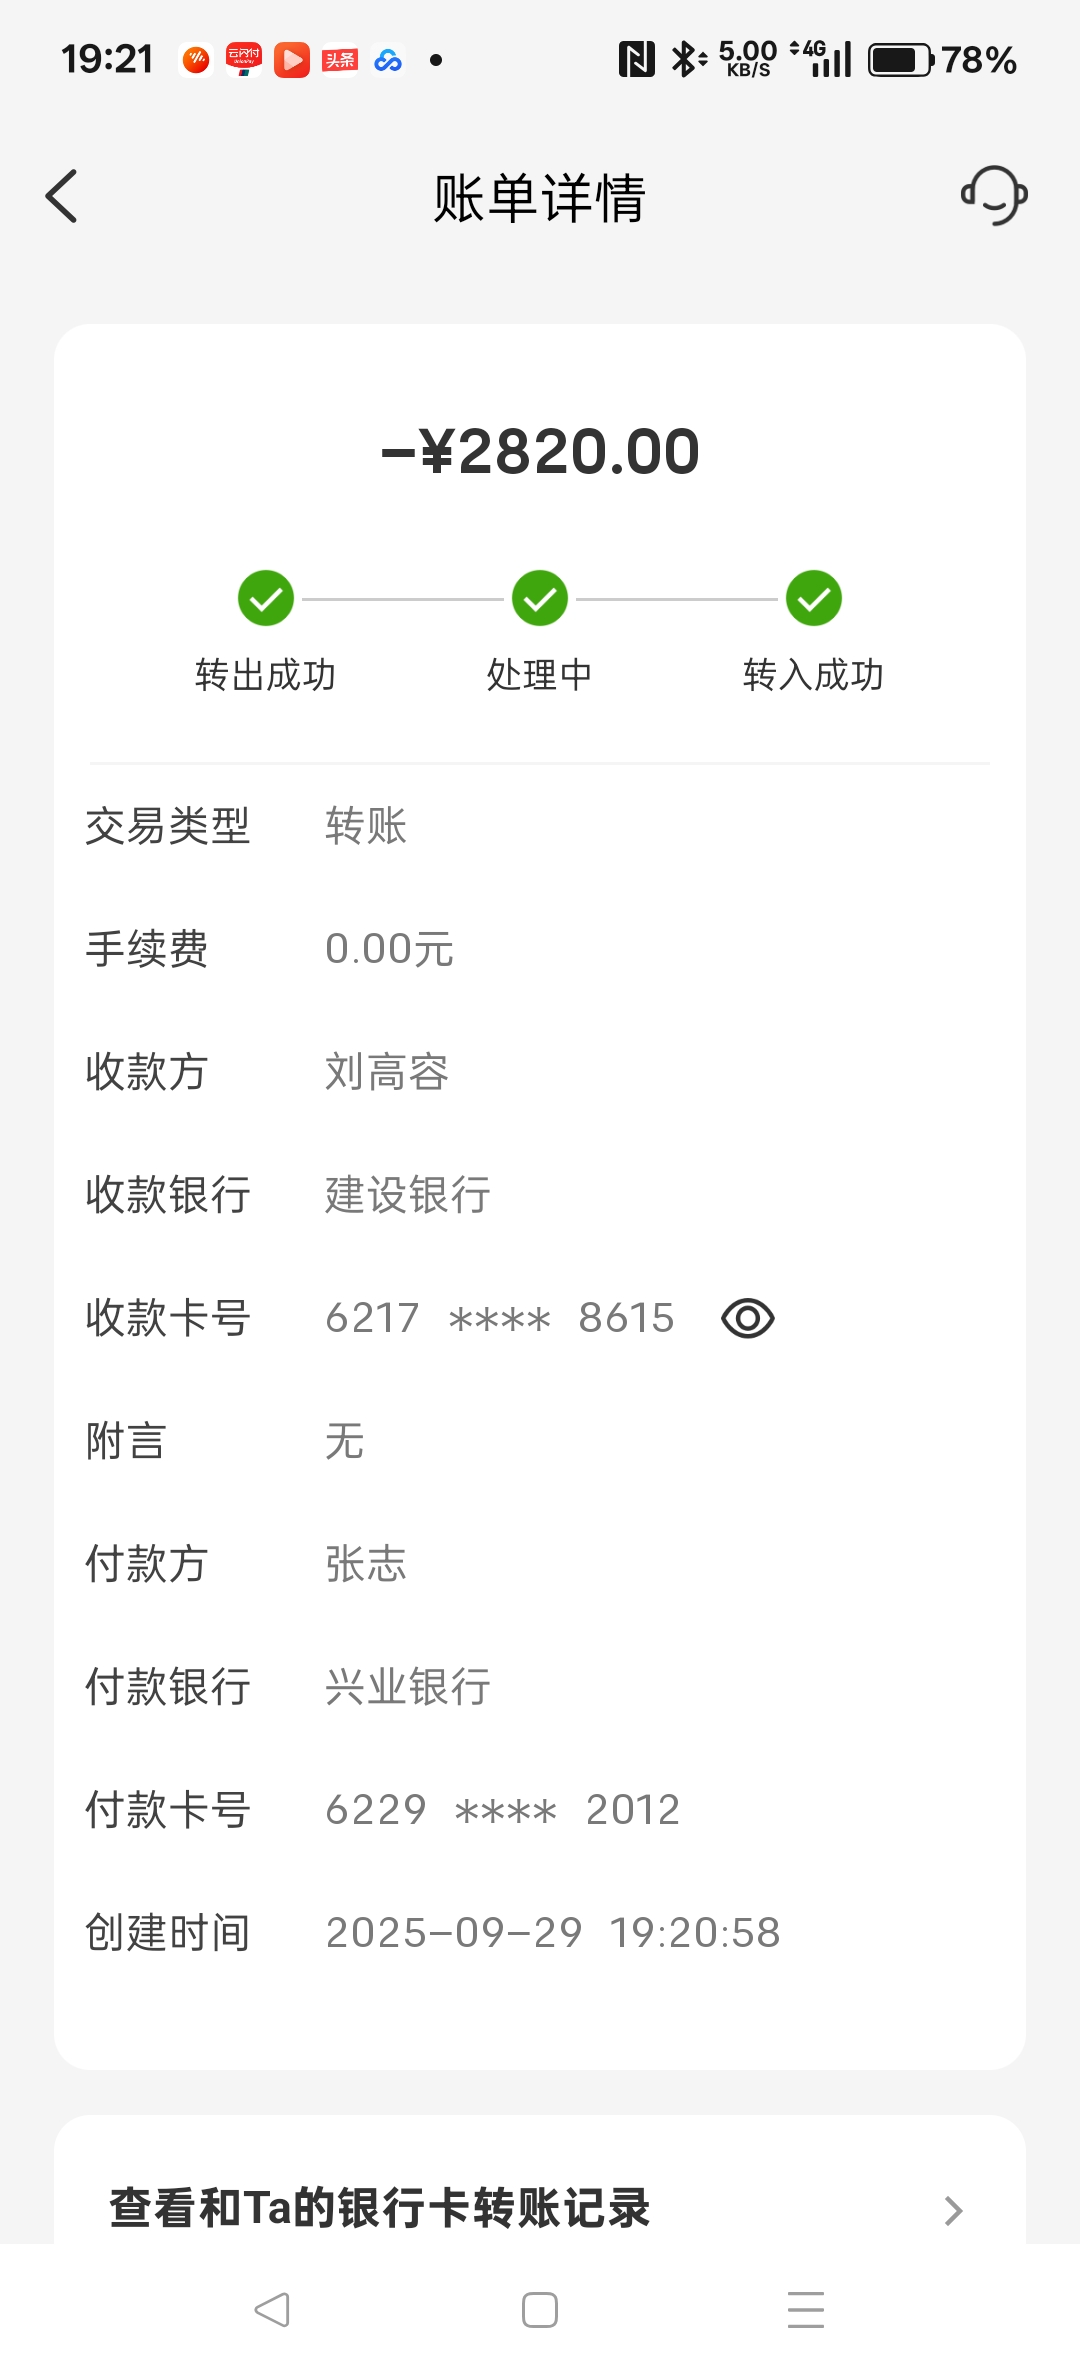 19:21 云闪付 头条 5.00 KB/S 4G 78%
账单详情
-¥2820.00
转出成功 处理中 转入成功
交易类型 转账
手续费 0.00元
收款方 刘高容
收款银行 建设银行
收款卡号 6217 **** 8615
附言 无
付款方 张志
付款银行 兴业银行
付款卡号 6229 **** 2012
创建时间 2025-09-29 19:20:58
查看和Ta的银行卡转账记录